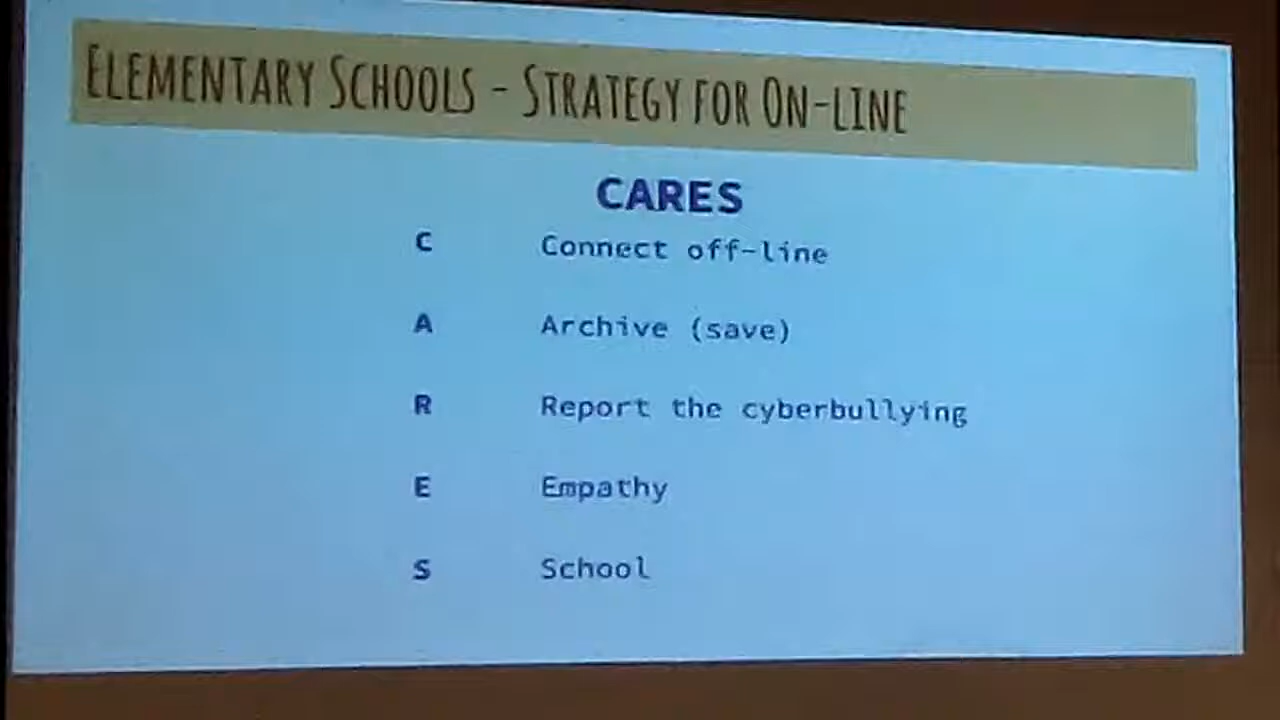 ELEMENTARY SCHOOLS - STRATEGY FOR ON-LINE
CARES
C Connect off-line
A Archive (save)
R Report the cyberbullying
E Empathy
S School